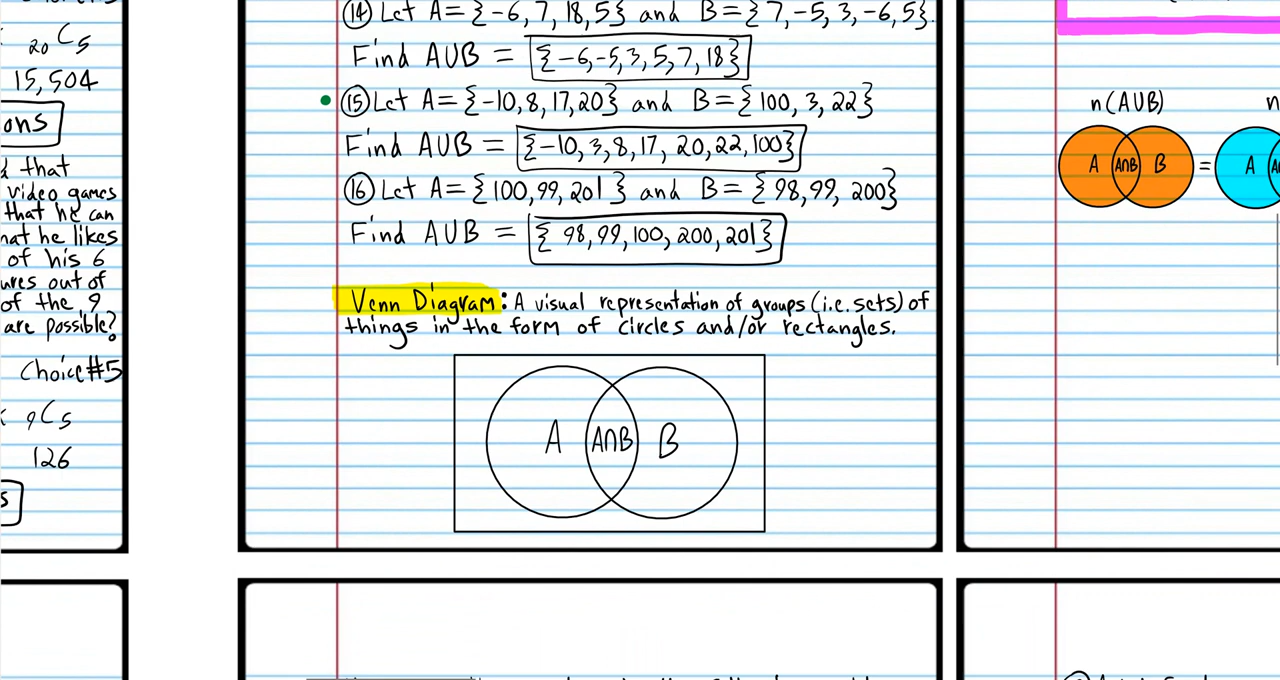 20C5
15,504
ons
that
video games
that he can
hat he likes
of his 6
ures out of
of the 9
are possible?
Choice #5
9C5
126
s
⑭ Let A = {-6, 7, 18, 5} and B = {7, -5, 3, -6, 5}.
Find A∪B = {-6, -5, 3, 5, 7, 18}
⑮ Let A = {-10, 8, 17, 20} and B = {100, 3, 22}
Find A∪B = {-10, 3, 8, 17, 20, 22, 100}
⑯ Let A = {100, 99, 201} and B = {98, 99, 200}
Find A∪B = {98, 99, 100, 200, 201}
Venn Diagram: A visual representation of groups (i.e. sets) of
things in the form of circles and/or rectangles.
A A∩B B
n(A∪B) n
A A∩B B = A